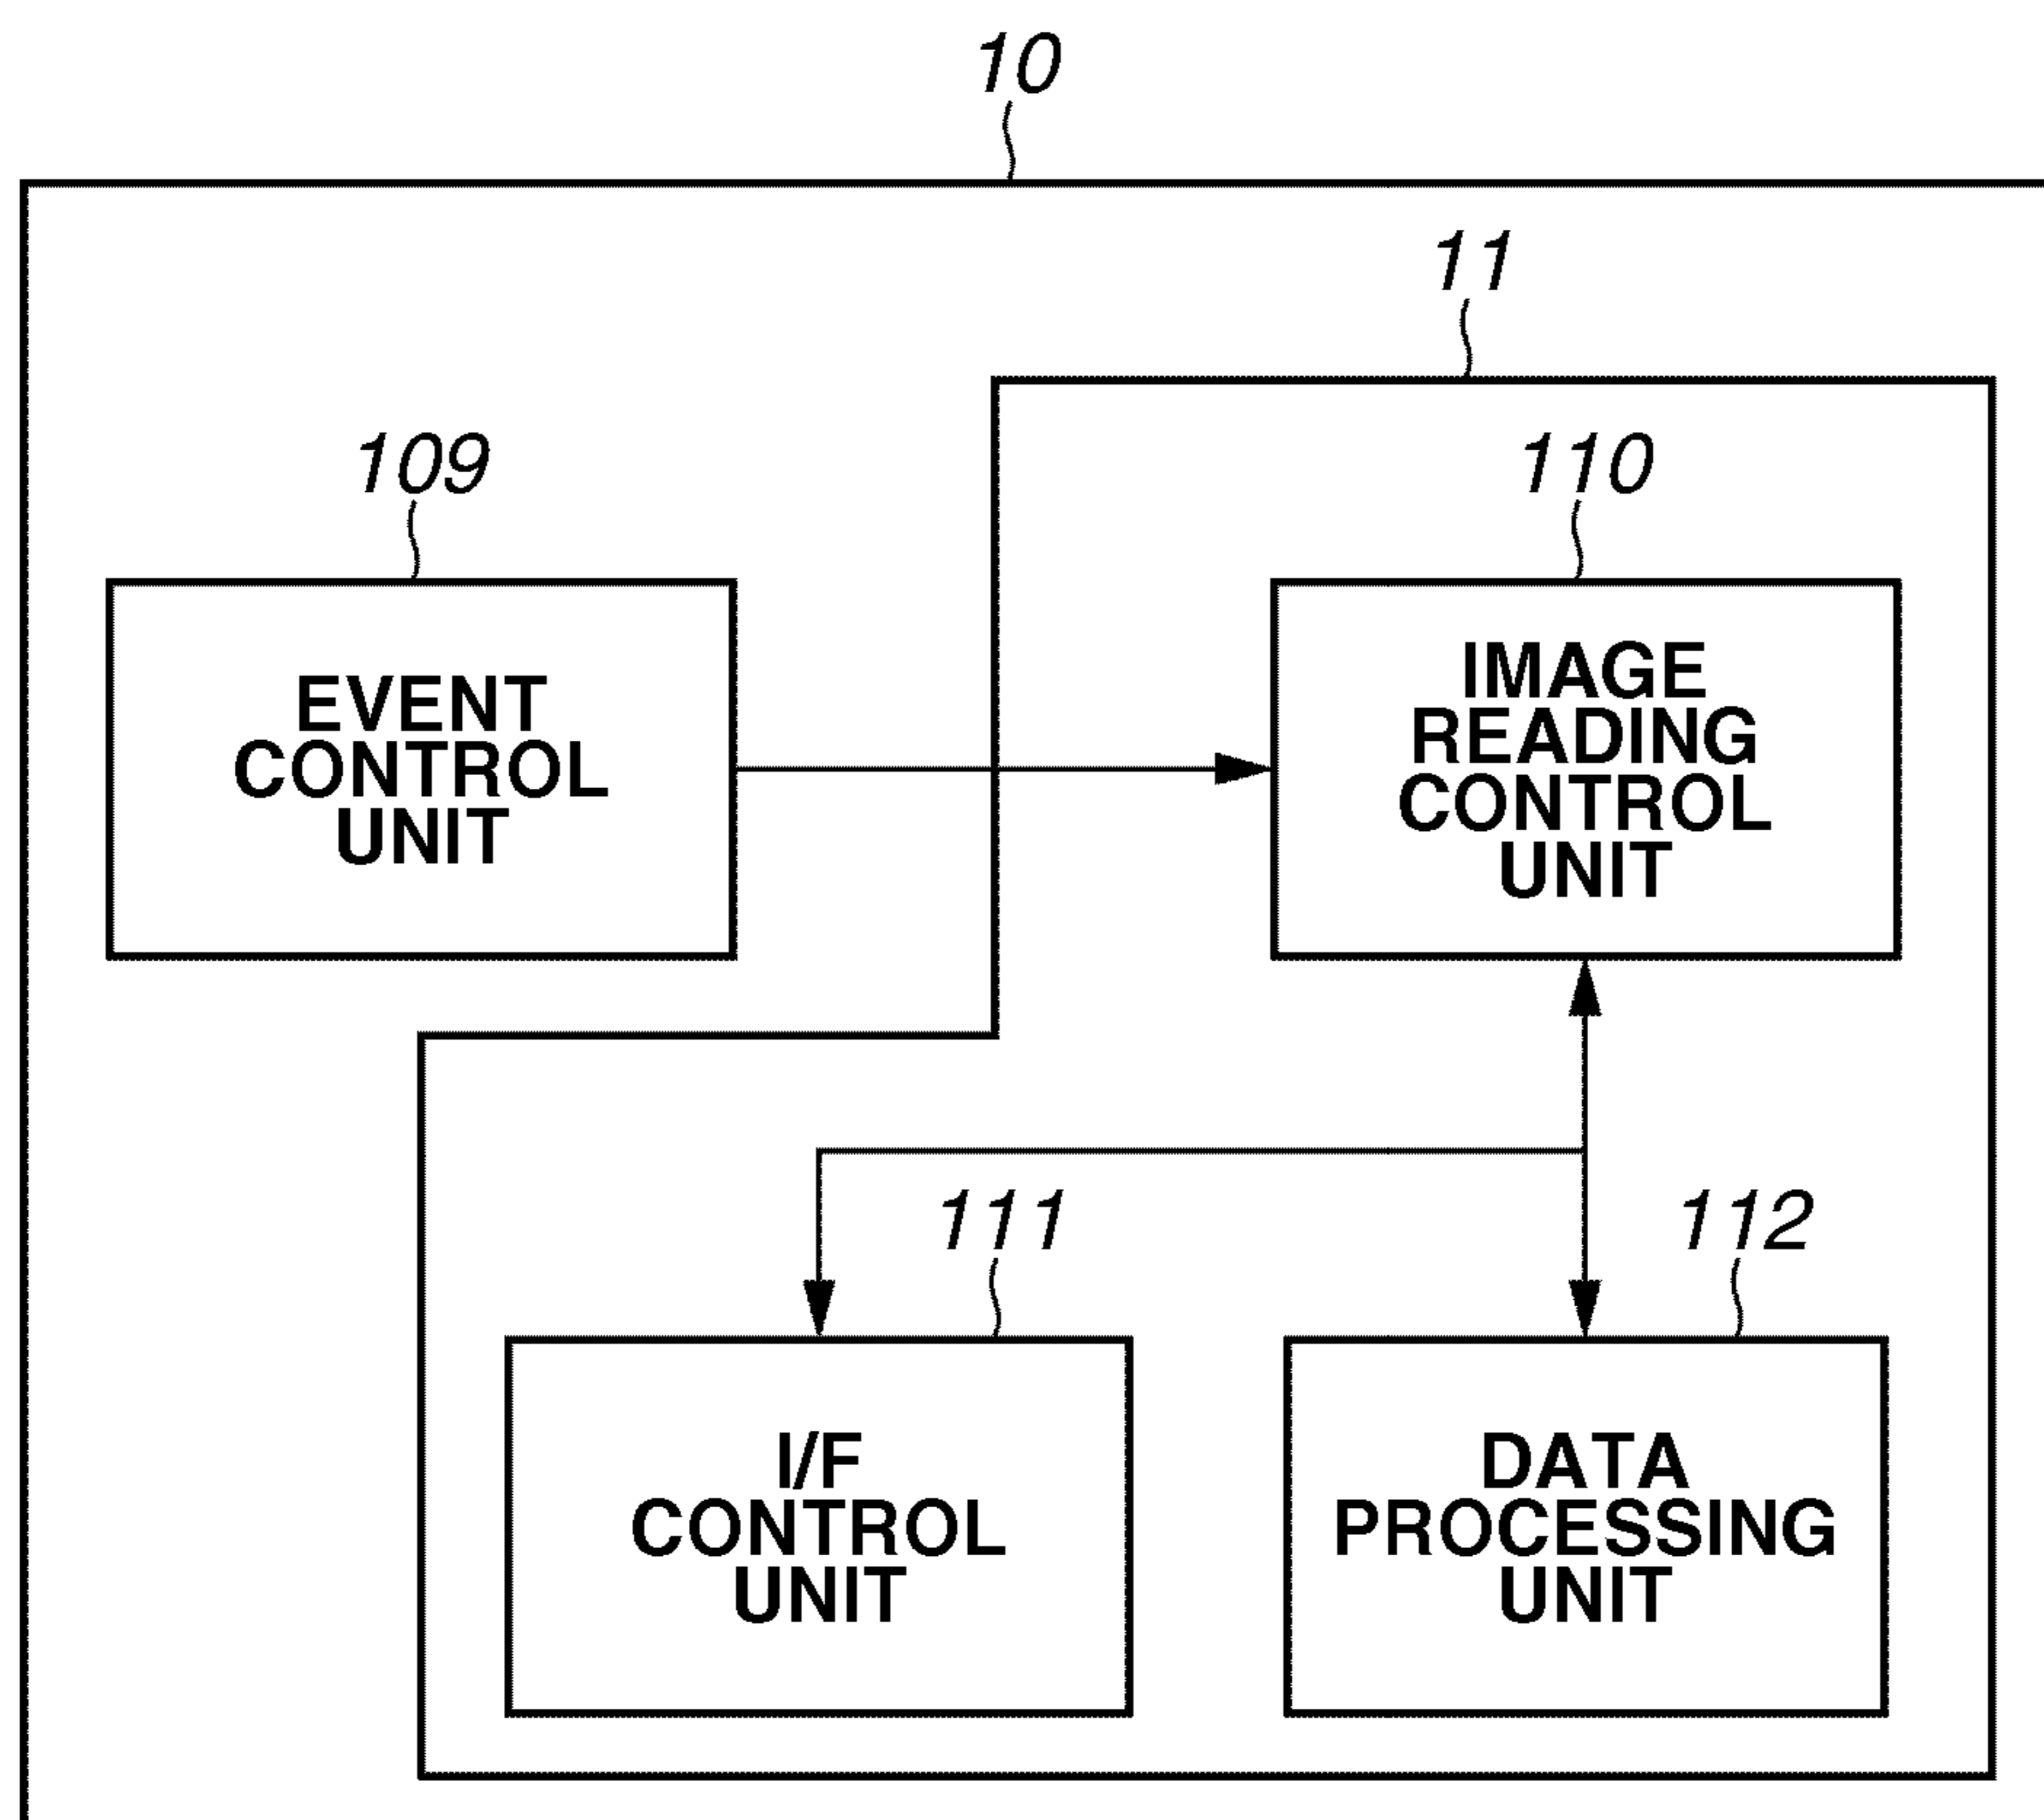 10
11
109
110
EVENT
CONTROL
UNIT
IMAGE
READING
CONTROL
UNIT
111
112
I/F
CONTROL
UNIT
DATA
PROCESSING
UNIT